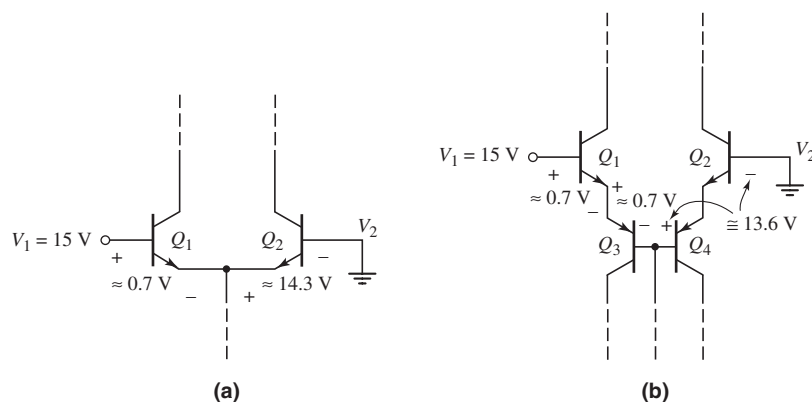 V1 = 15 V
Q1
Q2
V2
+
≈ 0.7 V
−
+
≈ 14.3 V
−
(a)
V1 = 15 V
Q1
Q2
V2
+
≈ 0.7 V
−
+
≈ 0.7 V
−
+
−
≅ 13.6 V
Q3
Q4
(b)